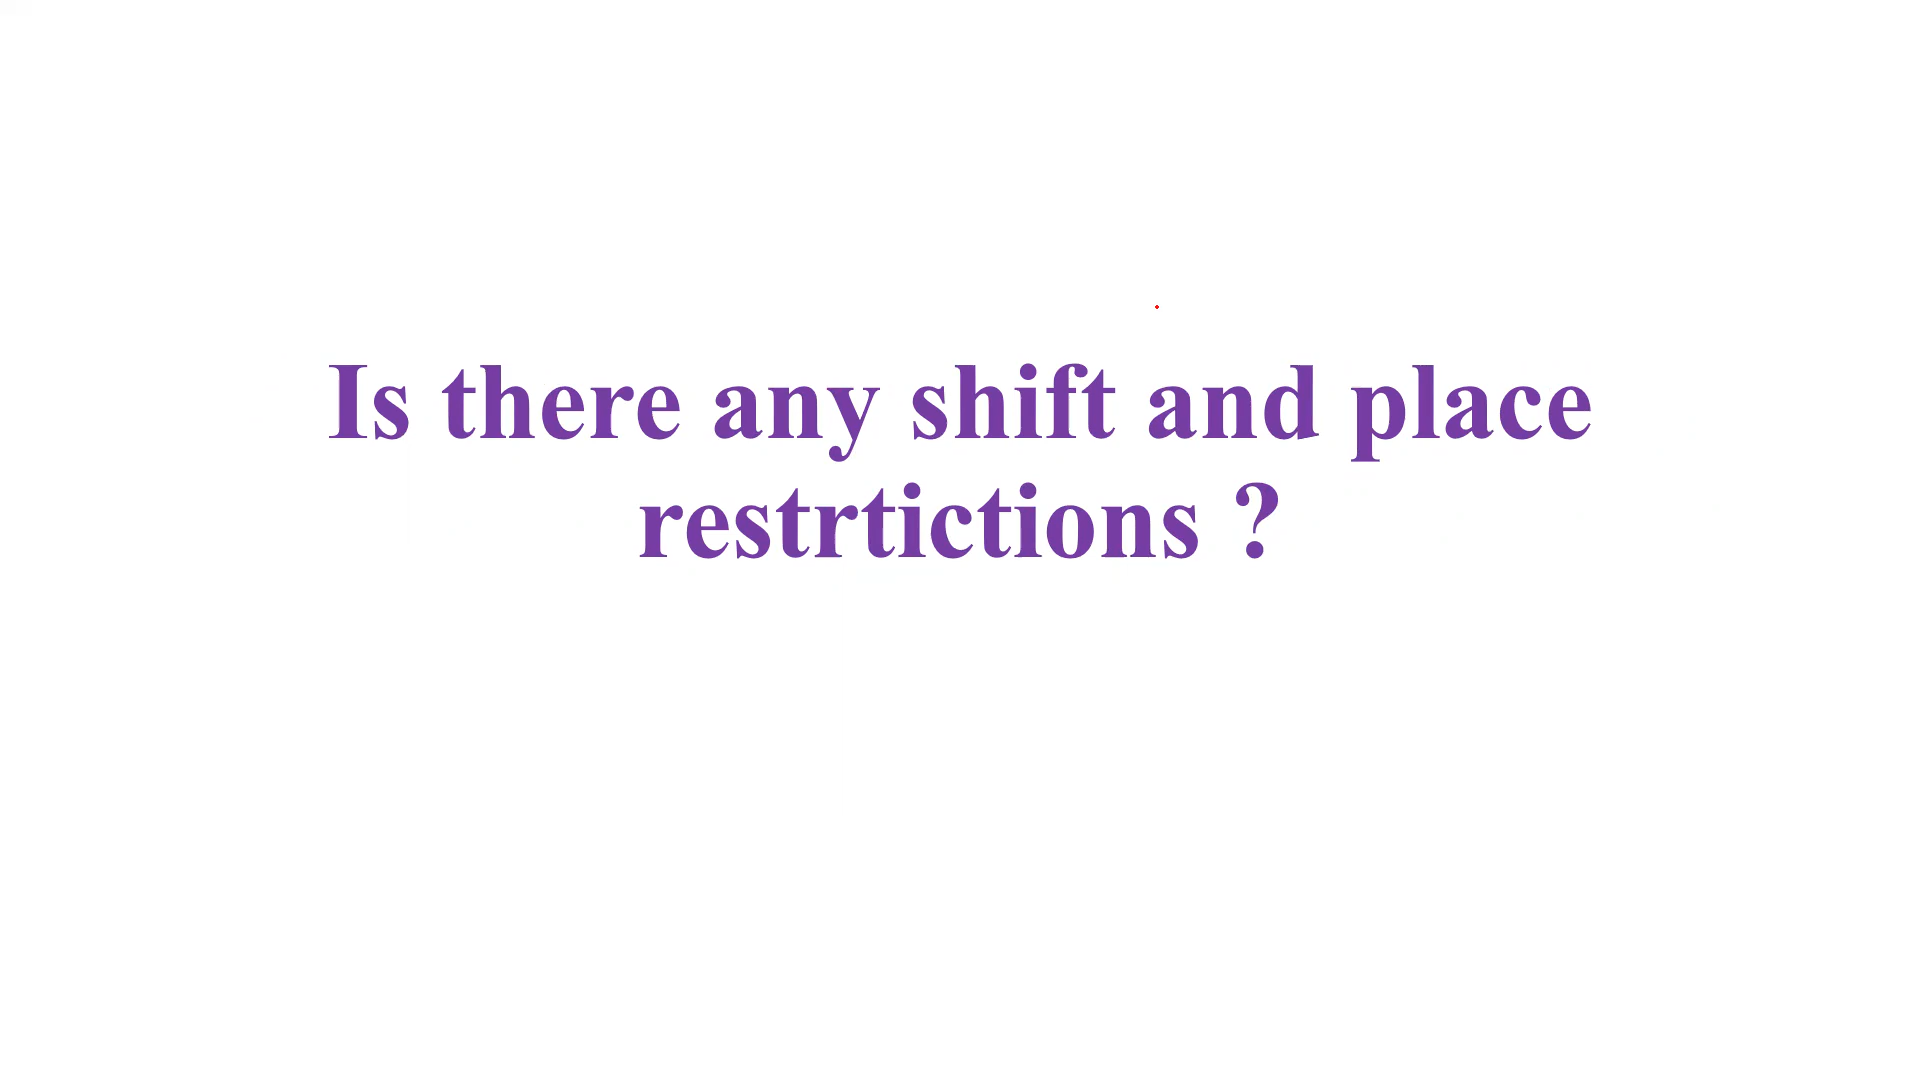 Is there any shift and place
restrtictions ?